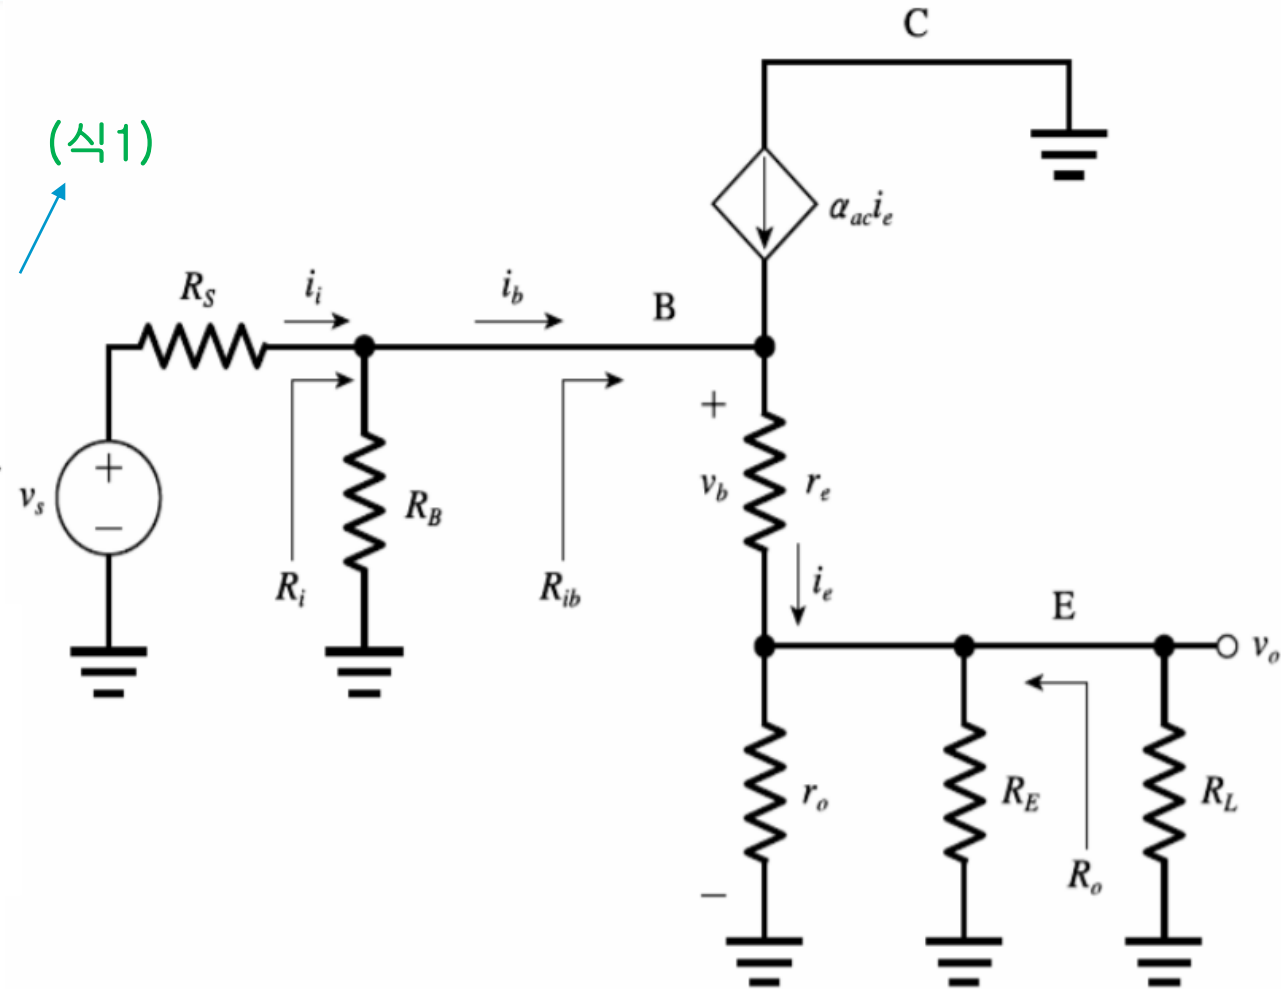 C
(식1)
α_ac i_e
R_S
i_i
i_b
B
+
v_b
r_e
+
v_s
−
R_B
R_i
R_ib
i_e
E
v_o
r_o
R_E
R_L
R_o
−